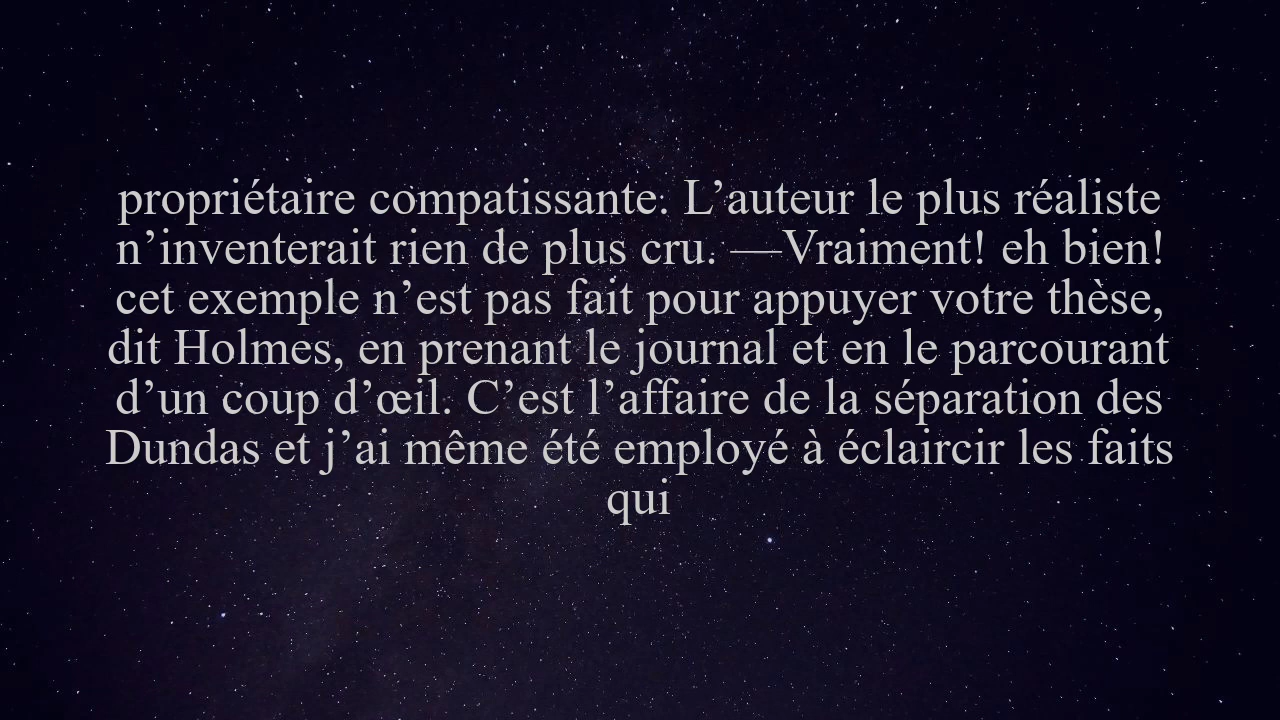 propriétaire compatissante. L’auteur le plus réaliste
n’inventerait rien de plus cru. —Vraiment! eh bien!
cet exemple n’est pas fait pour appuyer votre thèse,
dit Holmes, en prenant le journal et en le parcourant
d’un coup d’œil. C’est l’affaire de la séparation des
Dundas et j’ai même été employé à éclaircir les faits
qui